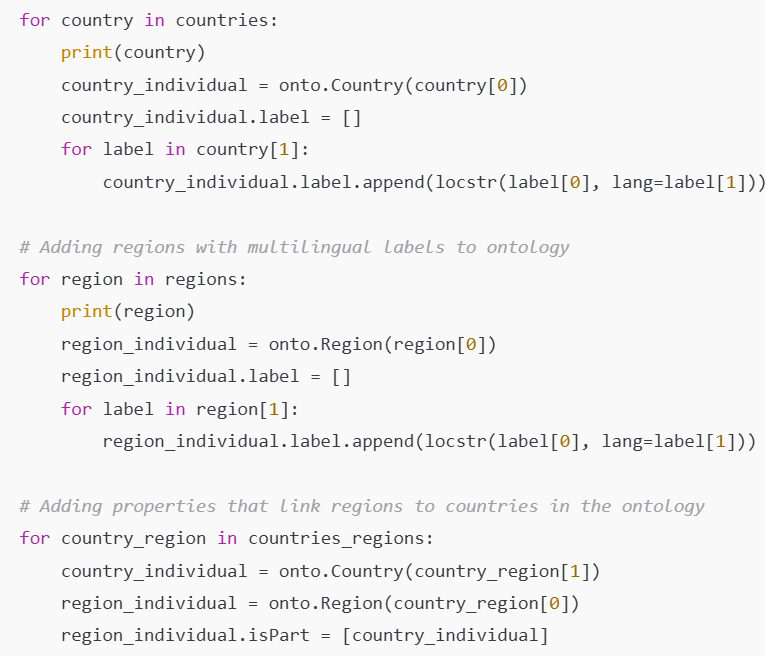 for country in countries:
    print(country)
    country_individual = onto.Country(country[0])
    country_individual.label = []
    for label in country[1]:
        country_individual.label.append(locstr(label[0], lang=label[1]))
# Adding regions with multilingual labels to ontology
for region in regions:
    print(region)
    region_individual = onto.Region(region[0])
    region_individual.label = []
    for label in region[1]:
        region_individual.label.append(locstr(label[0], lang=label[1]))
# Adding properties that link regions to countries in the ontology
for country_region in countries_regions:
    country_individual = onto.Country(country_region[1])
    region_individual = onto.Region(country_region[0])
    region_individual.isPart = [country_individual]